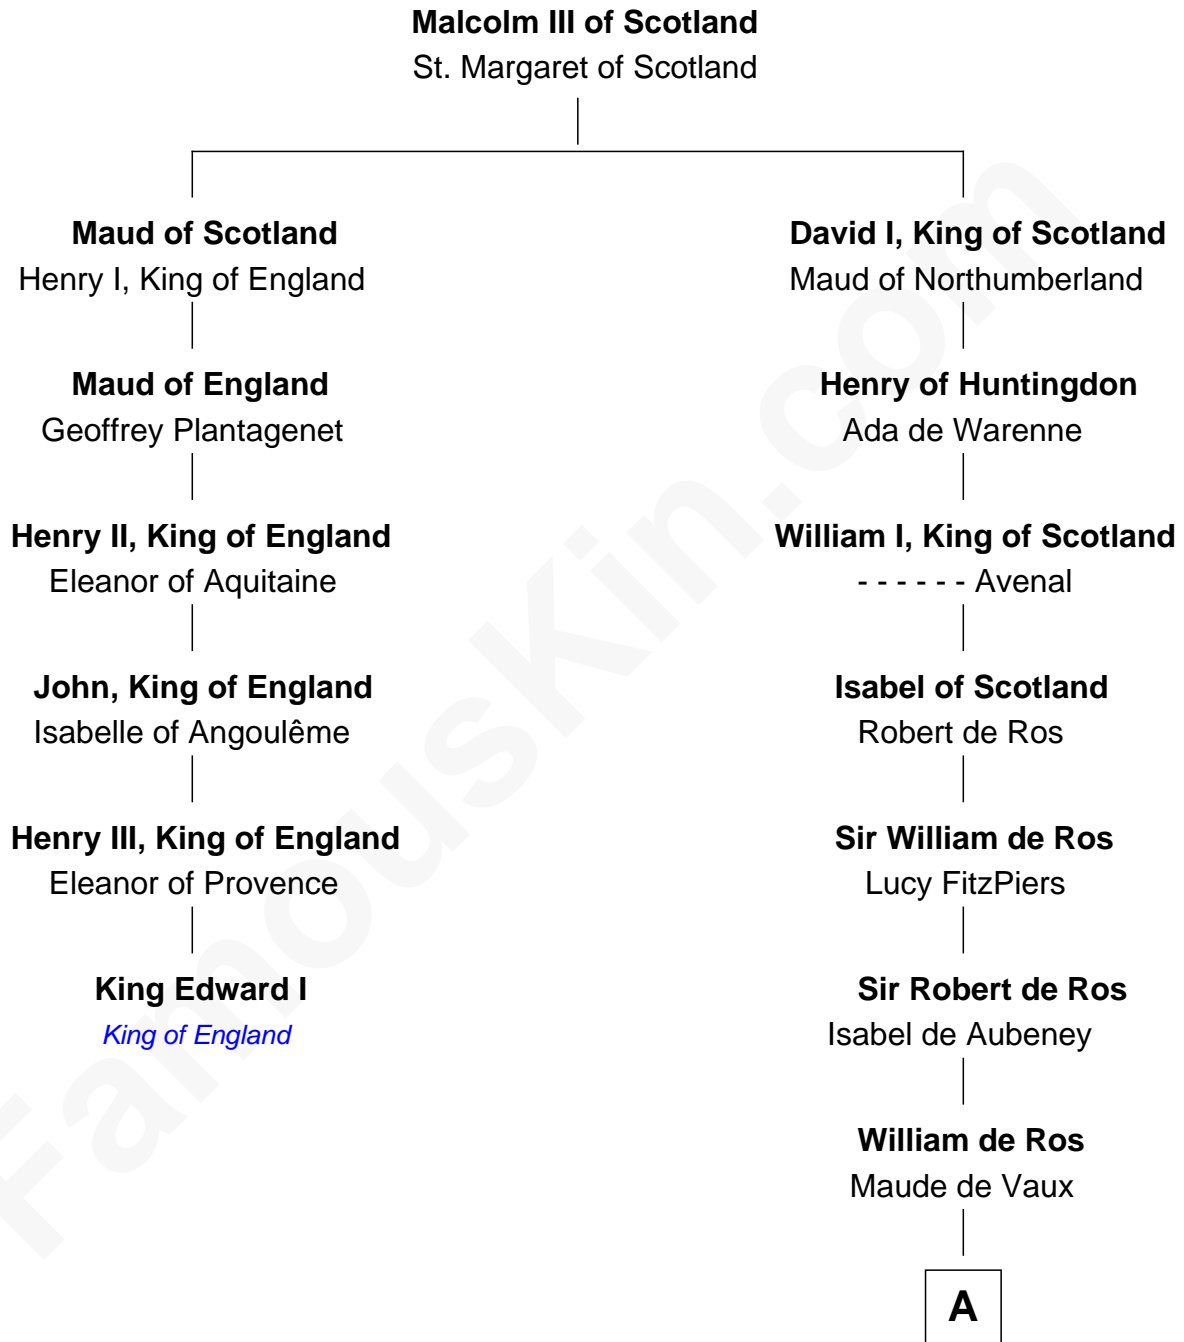 Malcolm III of Scotland
St. Margaret of Scotland
Maud of Scotland
Henry I, King of England
David I, King of Scotland
Maud of Northumberland
Maud of England
Geoffrey Plantagenet
Henry of Huntingdon
Ada de Warenne
Henry II, King of England
Eleanor of Aquitaine
William I, King of Scotland
- - - - - - Avenal
John, King of England
Isabelle of Angoulême
Isabel of Scotland
Robert de Ros
Henry III, King of England
Eleanor of Provence
Sir William de Ros
Lucy FitzPiers
King Edward I
King of England
Sir Robert de Ros
Isabel de Aubeney
William de Ros
Maude de Vaux
A
FamousKin.com